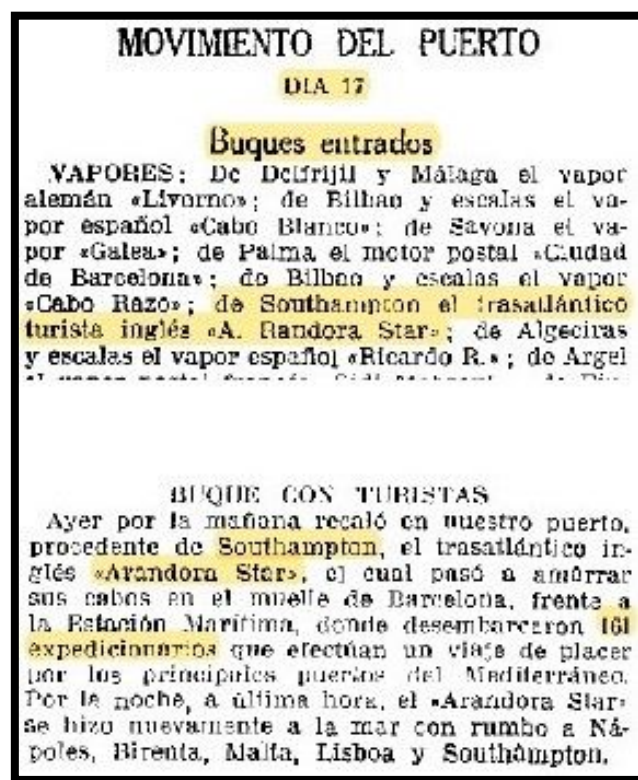 MOVIMIENTO DEL PUERTO
DIA 17
Buques entrados
VAPORES: De Delfrijil y Málaga el vapor
alemán «Livorno»; de Bilbao y escalas el va-
por español «Cabo Blanco»; de Savona el va-
por «Galea»; de Palma el motor postal «Ciudad
de Barcelona»; de Bilbao y escalas el vapor
«Cabo Razo»; de Southampton el trasatlántico
turista inglés «A. Randora Star»; de Algeciras
y escalas el vapor español «Ricardo R.»; de Argel
el vapor postal francés
BUQUE CON TURISTAS
Ayer por la mañana recaló en nuestro puerto,
procedente de Southampton, el trasatlántico in-
glés «Arandora Star», el cual pasó a amarrar
sus cabos en el muelle de Barcelona, frente a
la Estación Marítima, donde desembarcaron 161
expedicionarios que efectúan un viaje de placer
por los principales puertos del Mediterráneo.
Por la noche, a última hora, el «Arandora Star»
se hizo nuevamente a la mar con rumbo a Ná-
poles, Birenta, Malta, Lisboa y Southámpton.